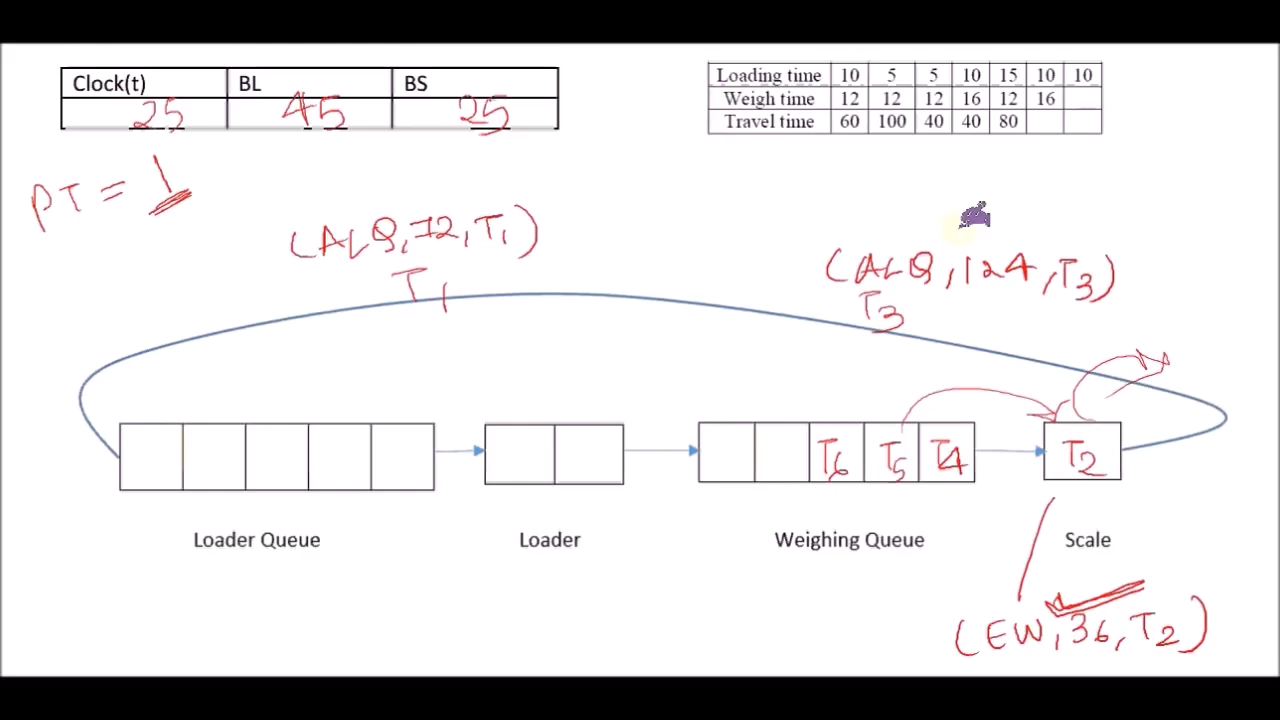 Clock(t) BL BS
25 45 25
Loading time 10 5 5 10 15 10 10
Weigh time 12 12 12 16 12 16
Travel time 60 100 40 40 80
PT = 1
(ALQ, 72, T1)
T1
(ALQ, 124, T3)
T3
T6 T5 T4 T2
Loader Queue Loader Weighing Queue Scale
(EW, 36, T2)